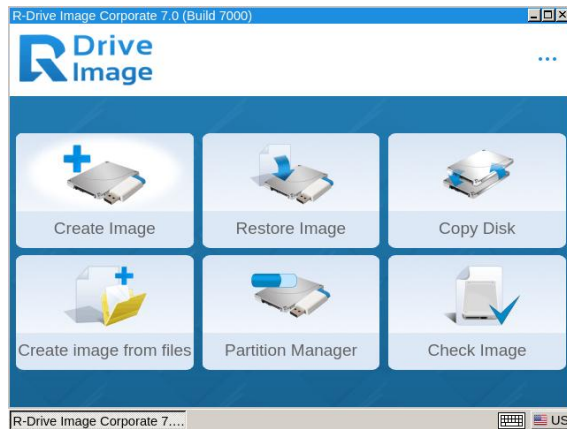 R-Drive Image Corporate 7.0 (Build 7000)
Drive
Image
...
Create Image
Restore Image
Copy Disk
Create image from files
Partition Manager
Check Image
R-Drive Image Corporate 7....
US